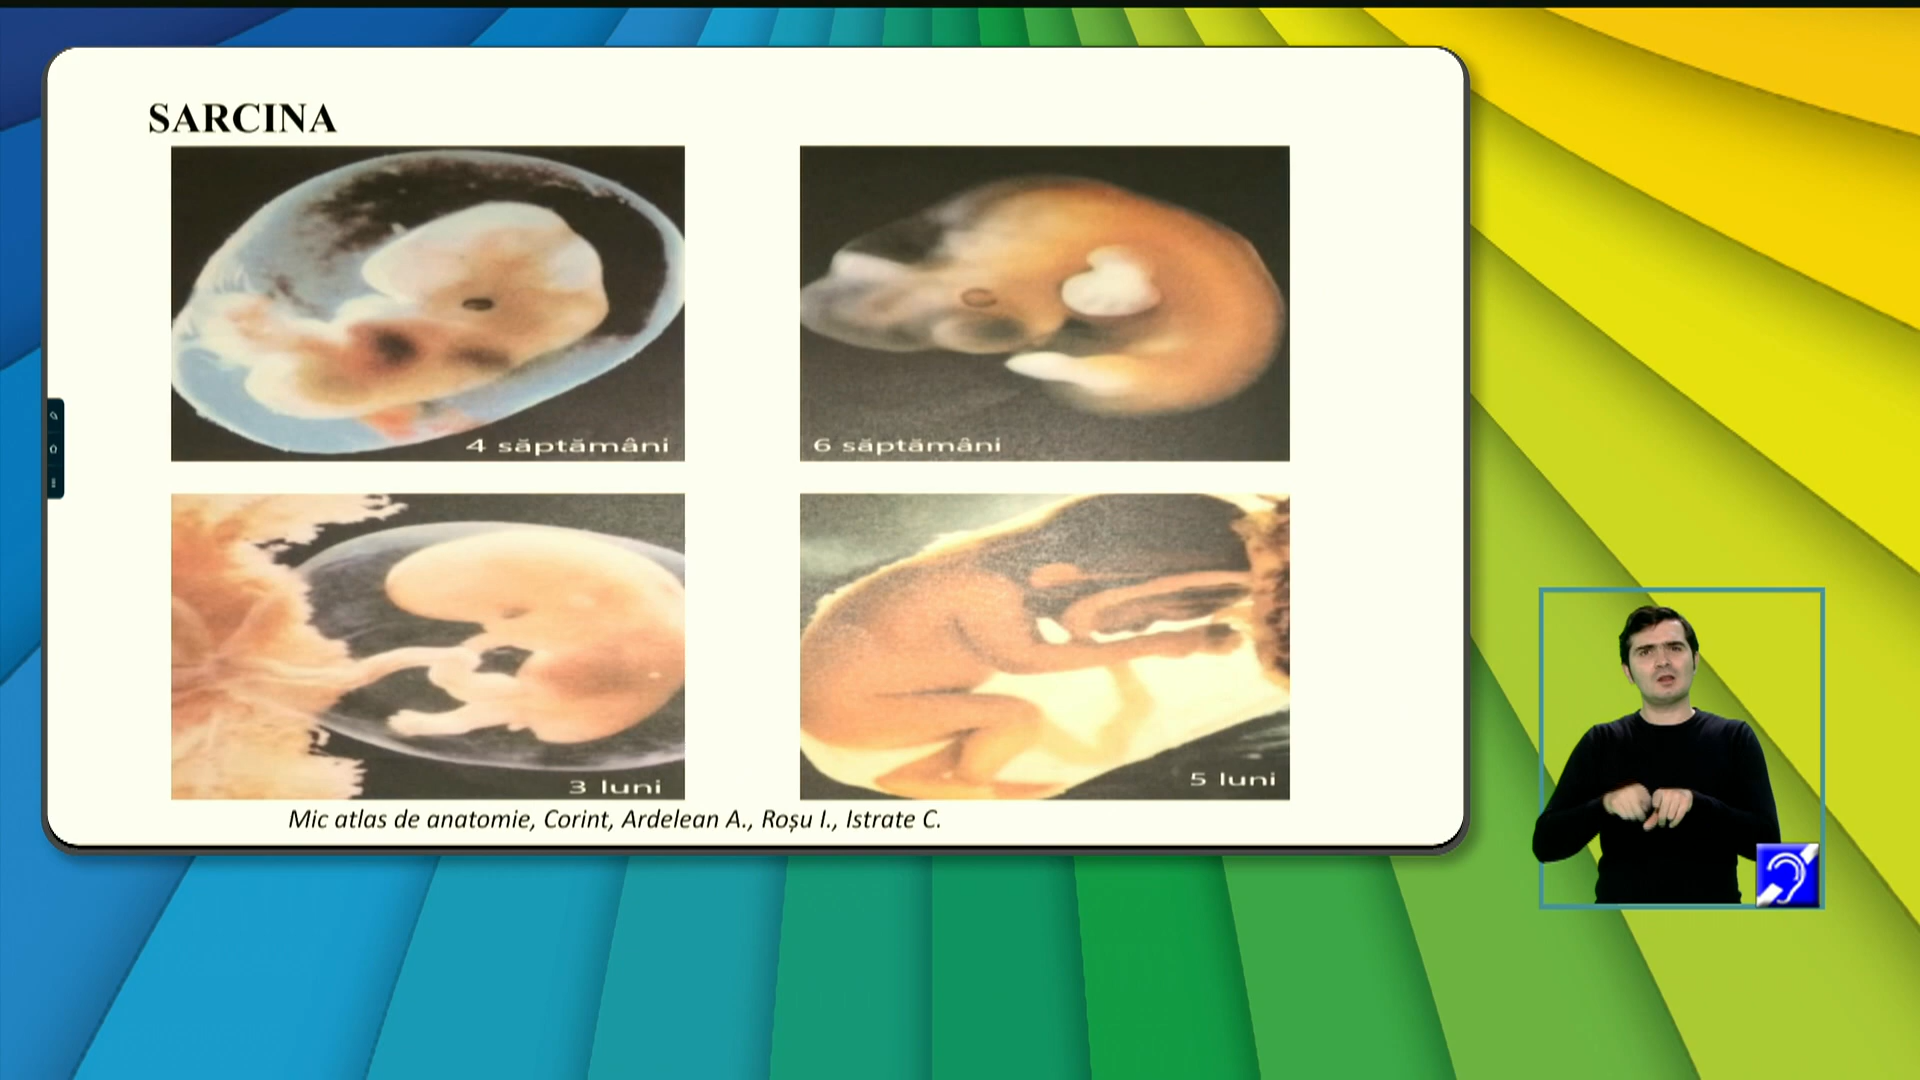 SARCINA
4 săptămâni
6 săptămâni
3 luni
5 luni
Mic atlas de anatomie, Corint, Ardelean A., Roșu I., Istrate C.